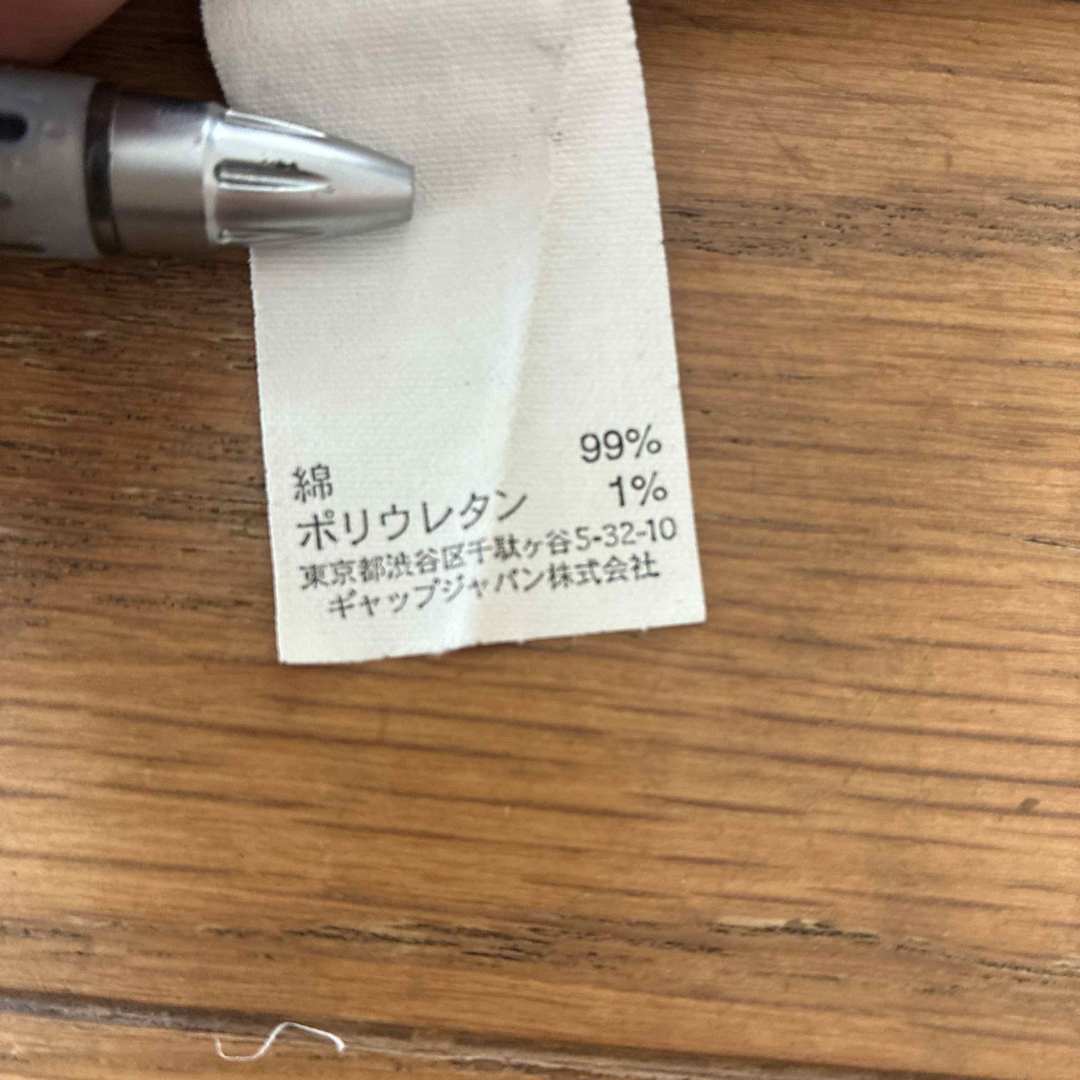 綿 99%
ポリウレタン 1%
東京都渋谷区千駄ヶ谷5-32-10
ギャップジャパン株式会社